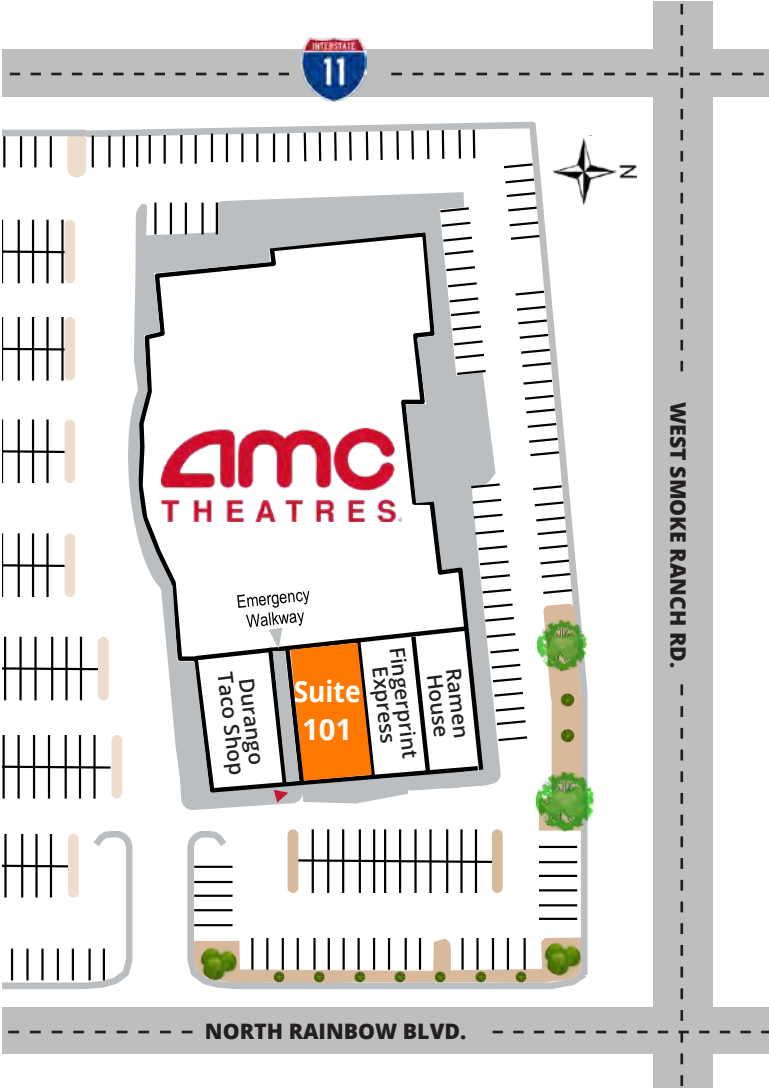 INTERSTATE
11
N
WEST SMOKE RANCH RD.
amc
THEATRES
Emergency
Walkway
Durango
Taco Shop
Suite
101
Fingerprint
Express
Ramen
House
NORTH RAINBOW BLVD.